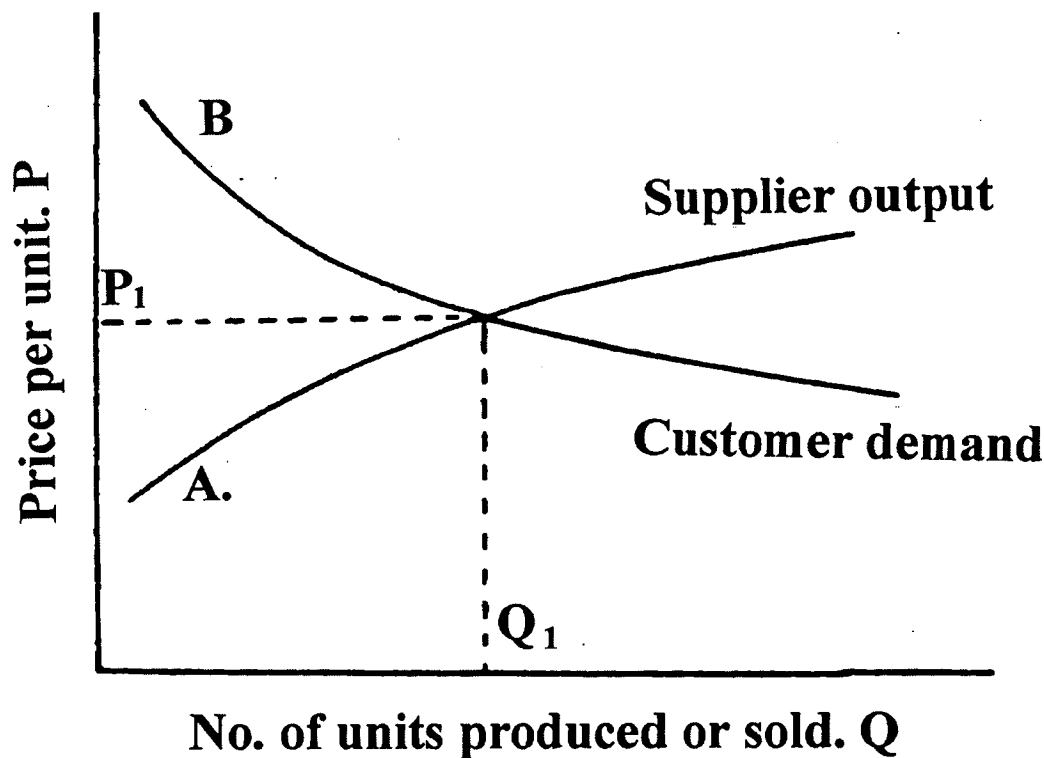 B
Supplier output
Price per unit. P
P₁
Customer demand
A.
Q₁
No. of units produced or sold. Q